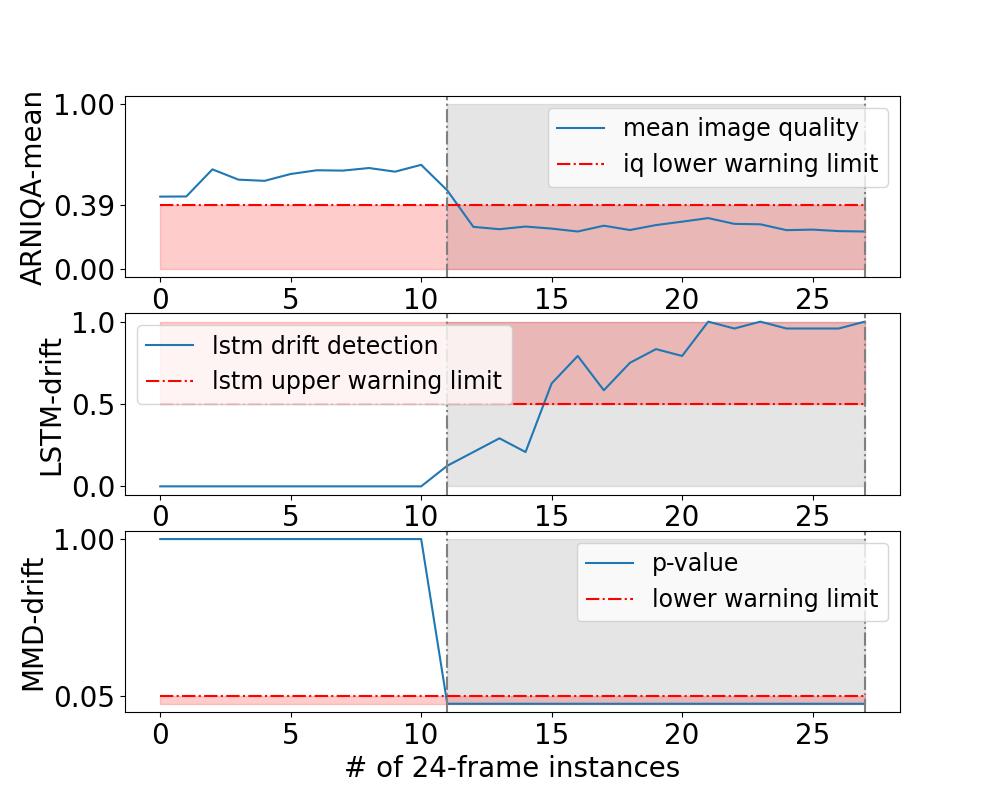 ARNIQA-mean
1.00
0.39
0.00
mean image quality
iq lower warning limit
0 5 10 15 20 25
LSTM-drift
1.0
0.5
0.0
lstm drift detection
lstm upper warning limit
0 5 10 15 20 25
MMD-drift
1.00
0.05
p-value
lower warning limit
0 5 10 15 20 25
# of 24-frame instances